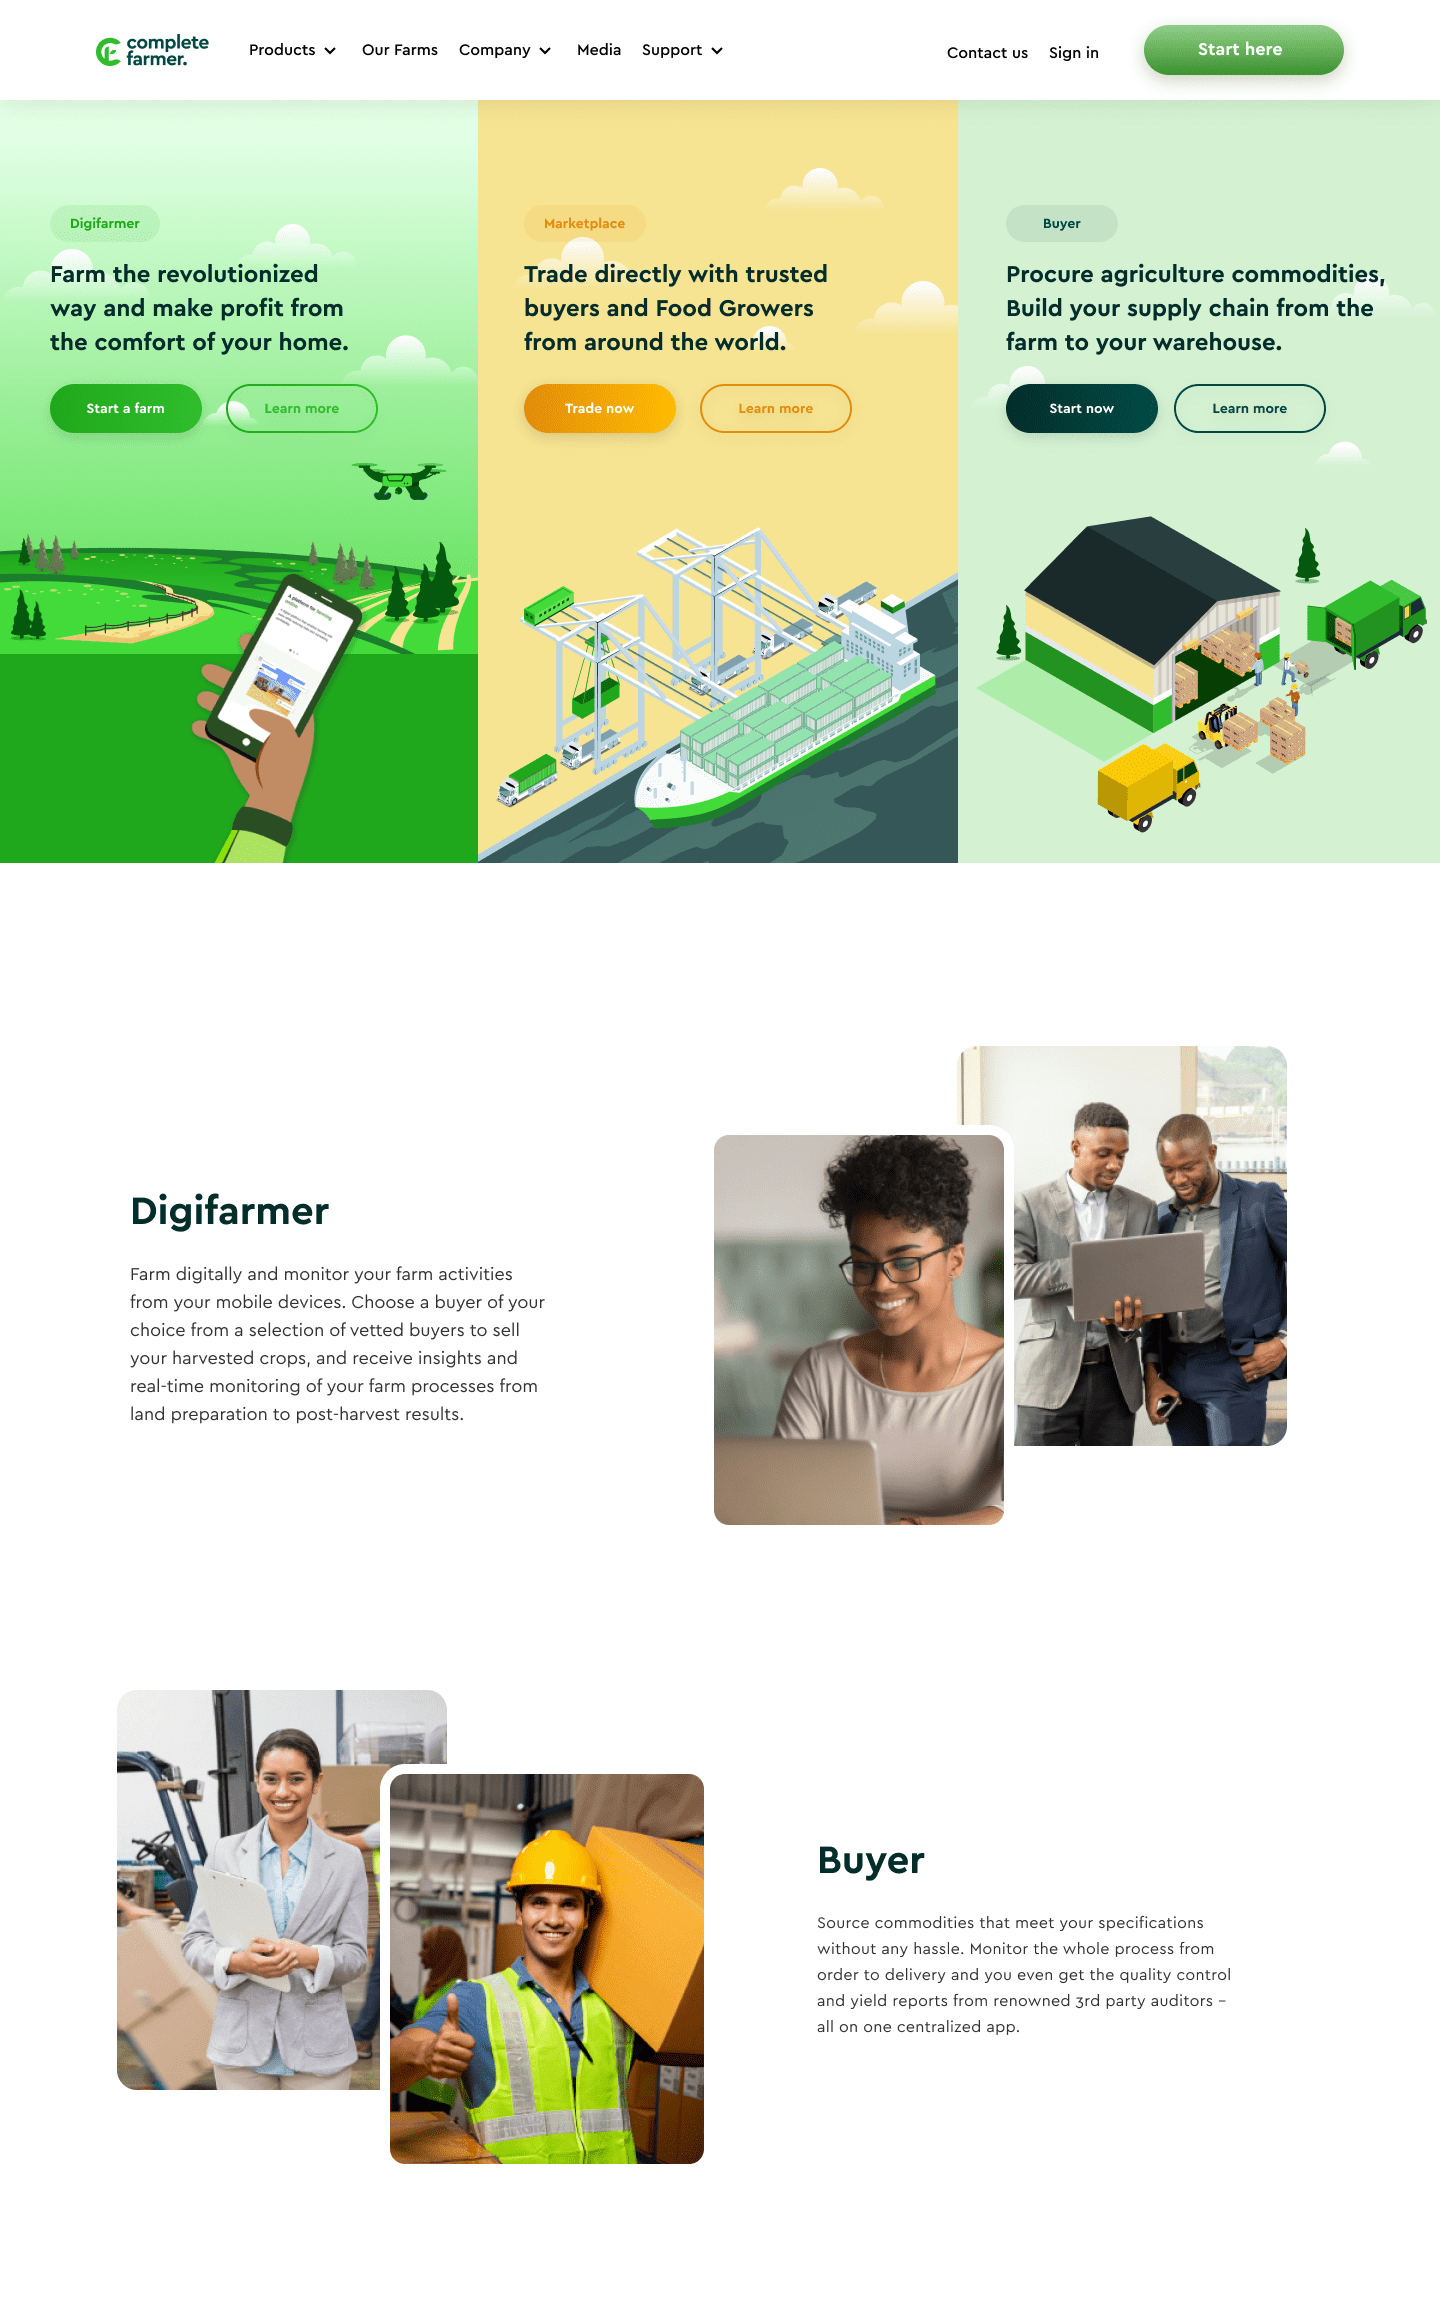 complete
farmer.
Products
Our Farms
Company
Media
Support
Contact us
Sign in
Start here
Digifarmer
Farm the revolutionized
way and make profit from
the comfort of your home.
Start a farm
Learn more
Marketplace
Trade directly with trusted
buyers and Food Growers
from around the world.
Trade now
Learn more
Buyer
Procure agriculture commodities,
Build your supply chain from the
farm to your warehouse.
Start now
Learn more
A platform for farming
online
Digifarmer
Farm digitally and monitor your farm activities
from your mobile devices. Choose a buyer of your
choice from a selection of vetted buyers to sell
your harvested crops, and receive insights and
real-time monitoring of your farm processes from
land preparation to post-harvest results.
Buyer
Source commodities that meet your specifications
without any hassle. Monitor the whole process from
order to delivery and you even get the quality control
and yield reports from renowned 3rd party auditors –
all on one centralized app.